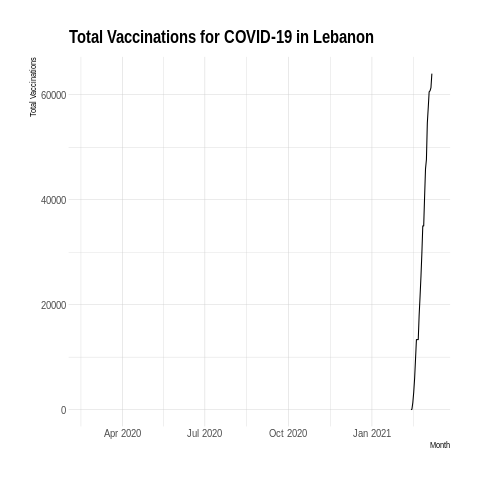 Total Vaccinations for COVID-19 in Lebanon
Total Vaccinations
60000
40000
20000
0
Apr 2020
Jul 2020
Oct 2020
Jan 2021
Month